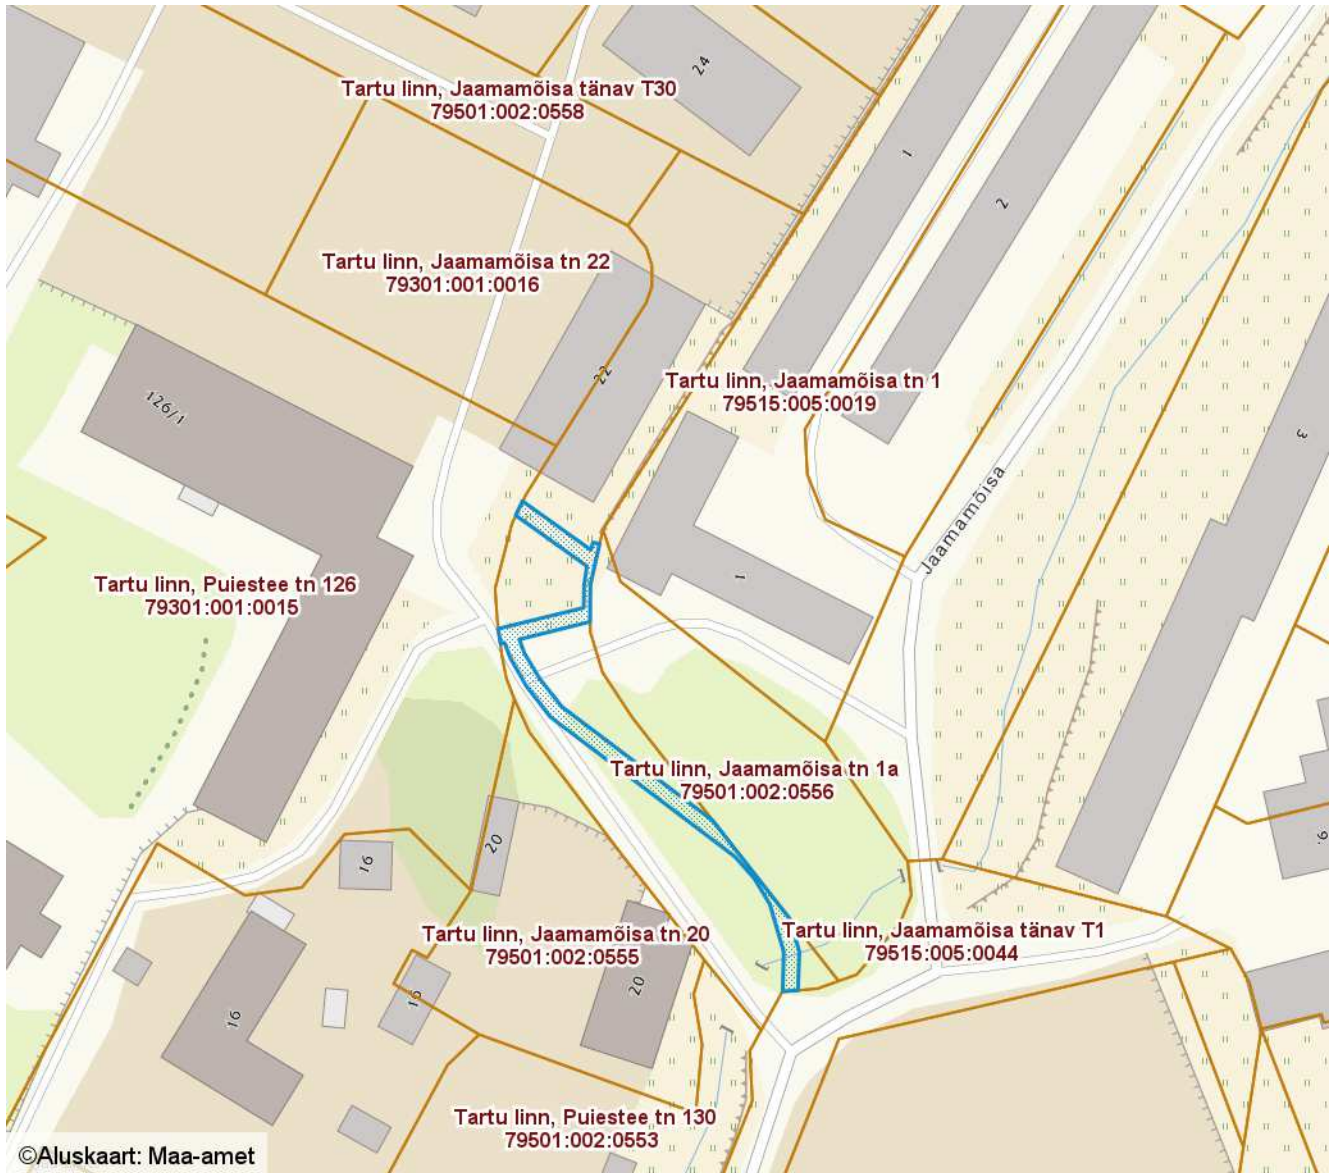 24
Tartu linn, Jaamamõisa tänav T30
79501:002:0558
1
2
Tartu linn, Jaamamõisa tn 22
79301:001:0016
22
Tartu linn, Jaamamõisa tn 1
79515:005:0019
126/1
3
Jaamamõisa
Tartu linn, Puiestee tn 126
79301:001:0015
1
Tartu linn, Jaamamõisa tn 1a
79501:002:0556
20
16
9
Tartu linn, Jaamamõisa tn 20
79501:002:0555
Tartu linn, Jaamamõisa tänav T1
79515:005:0044
20
16
16
Tartu linn, Puiestee tn 130
79501:002:0553
©Aluskaart: Maa-amet